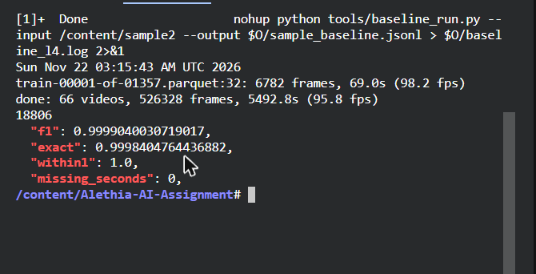 [1]+  Done                    nohup python tools/baseline_run.py --
input /content/sample2 --output $O/sample_baseline.jsonl > $O/basel
ine_l4.log 2>&1
Sun Nov 22 03:15:43 AM UTC 2026
train-00001-of-01357.parquet:32: 6782 frames, 69.0s (98.2 fps)
done: 66 videos, 526328 frames, 5492.8s (95.8 fps)
18806
  "f1": 0.9999040030719017,
  "exact": 0.9998404764436882,
  "within1": 1.0,
  "missing_seconds": 0,
/content/Alethia-AI-Assignment#